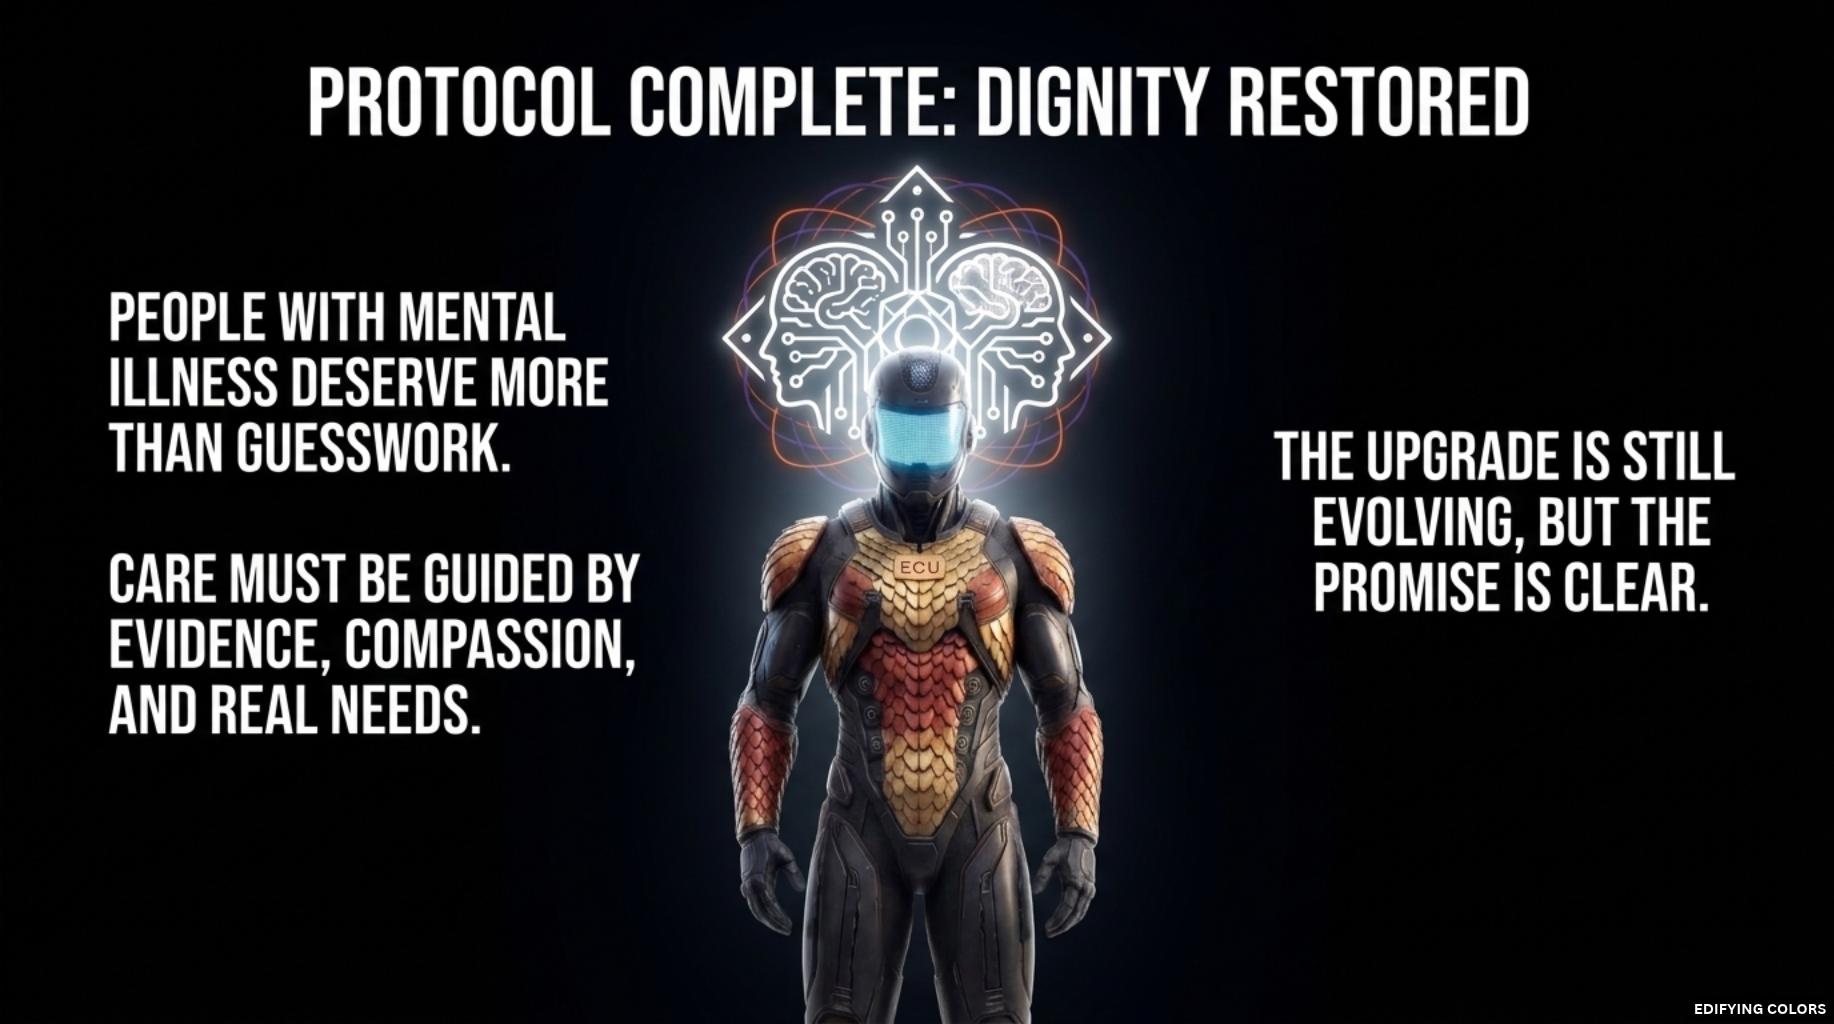 PROTOCOL COMPLETE: DIGNITY RESTORED
PEOPLE WITH MENTAL
ILLNESS DESERVE MORE
THAN GUESSWORK.
CARE MUST BE GUIDED BY
EVIDENCE, COMPASSION,
AND REAL NEEDS.
ECU
THE UPGRADE IS STILL
EVOLVING, BUT THE
PROMISE IS CLEAR.
EDIFYING COLORS